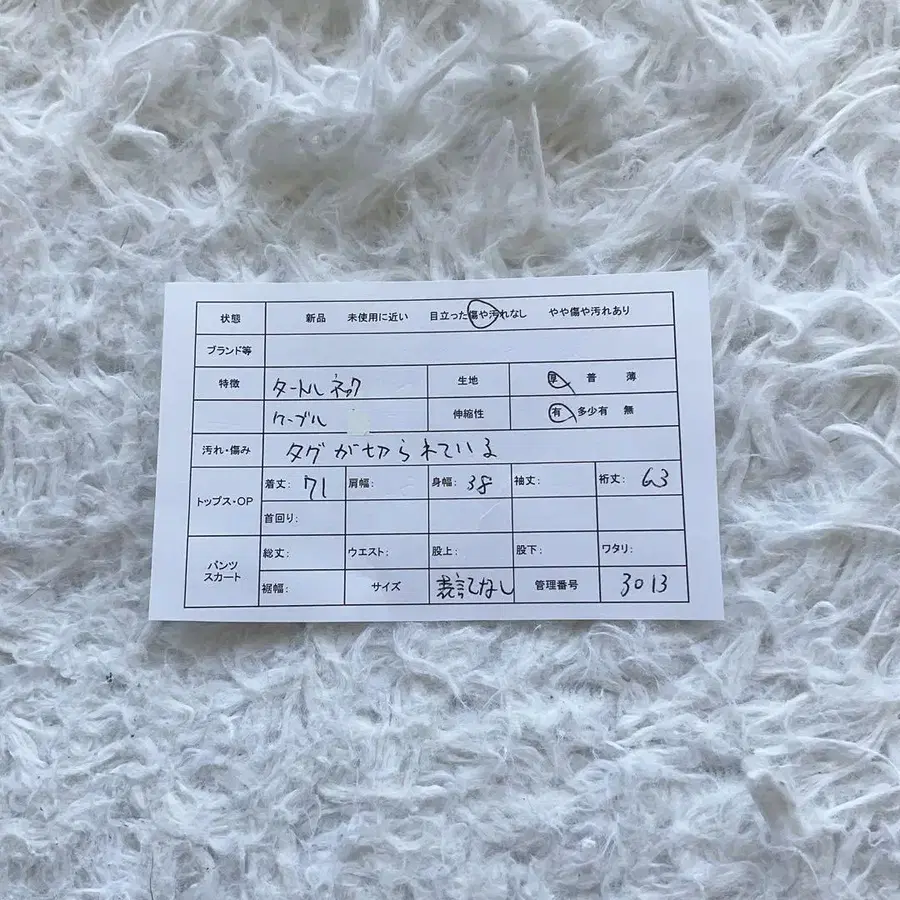 状態 新品 未使用に近い 目立った傷や汚れなし やや傷や汚れあり
ブランド等
特徴 タートルネック 生地 厚 普 薄
ケーブル 伸縮性 有 多少有 無
汚れ・傷み タグが切られている
トップス・OP 着丈: 71 肩幅: 身幅: 38 袖丈: 裄丈: 63
首回り:
パンツ スカート 総丈: ウエスト: 股上: 股下: ワタリ:
裾幅: サイズ 表記なし 管理番号 3013